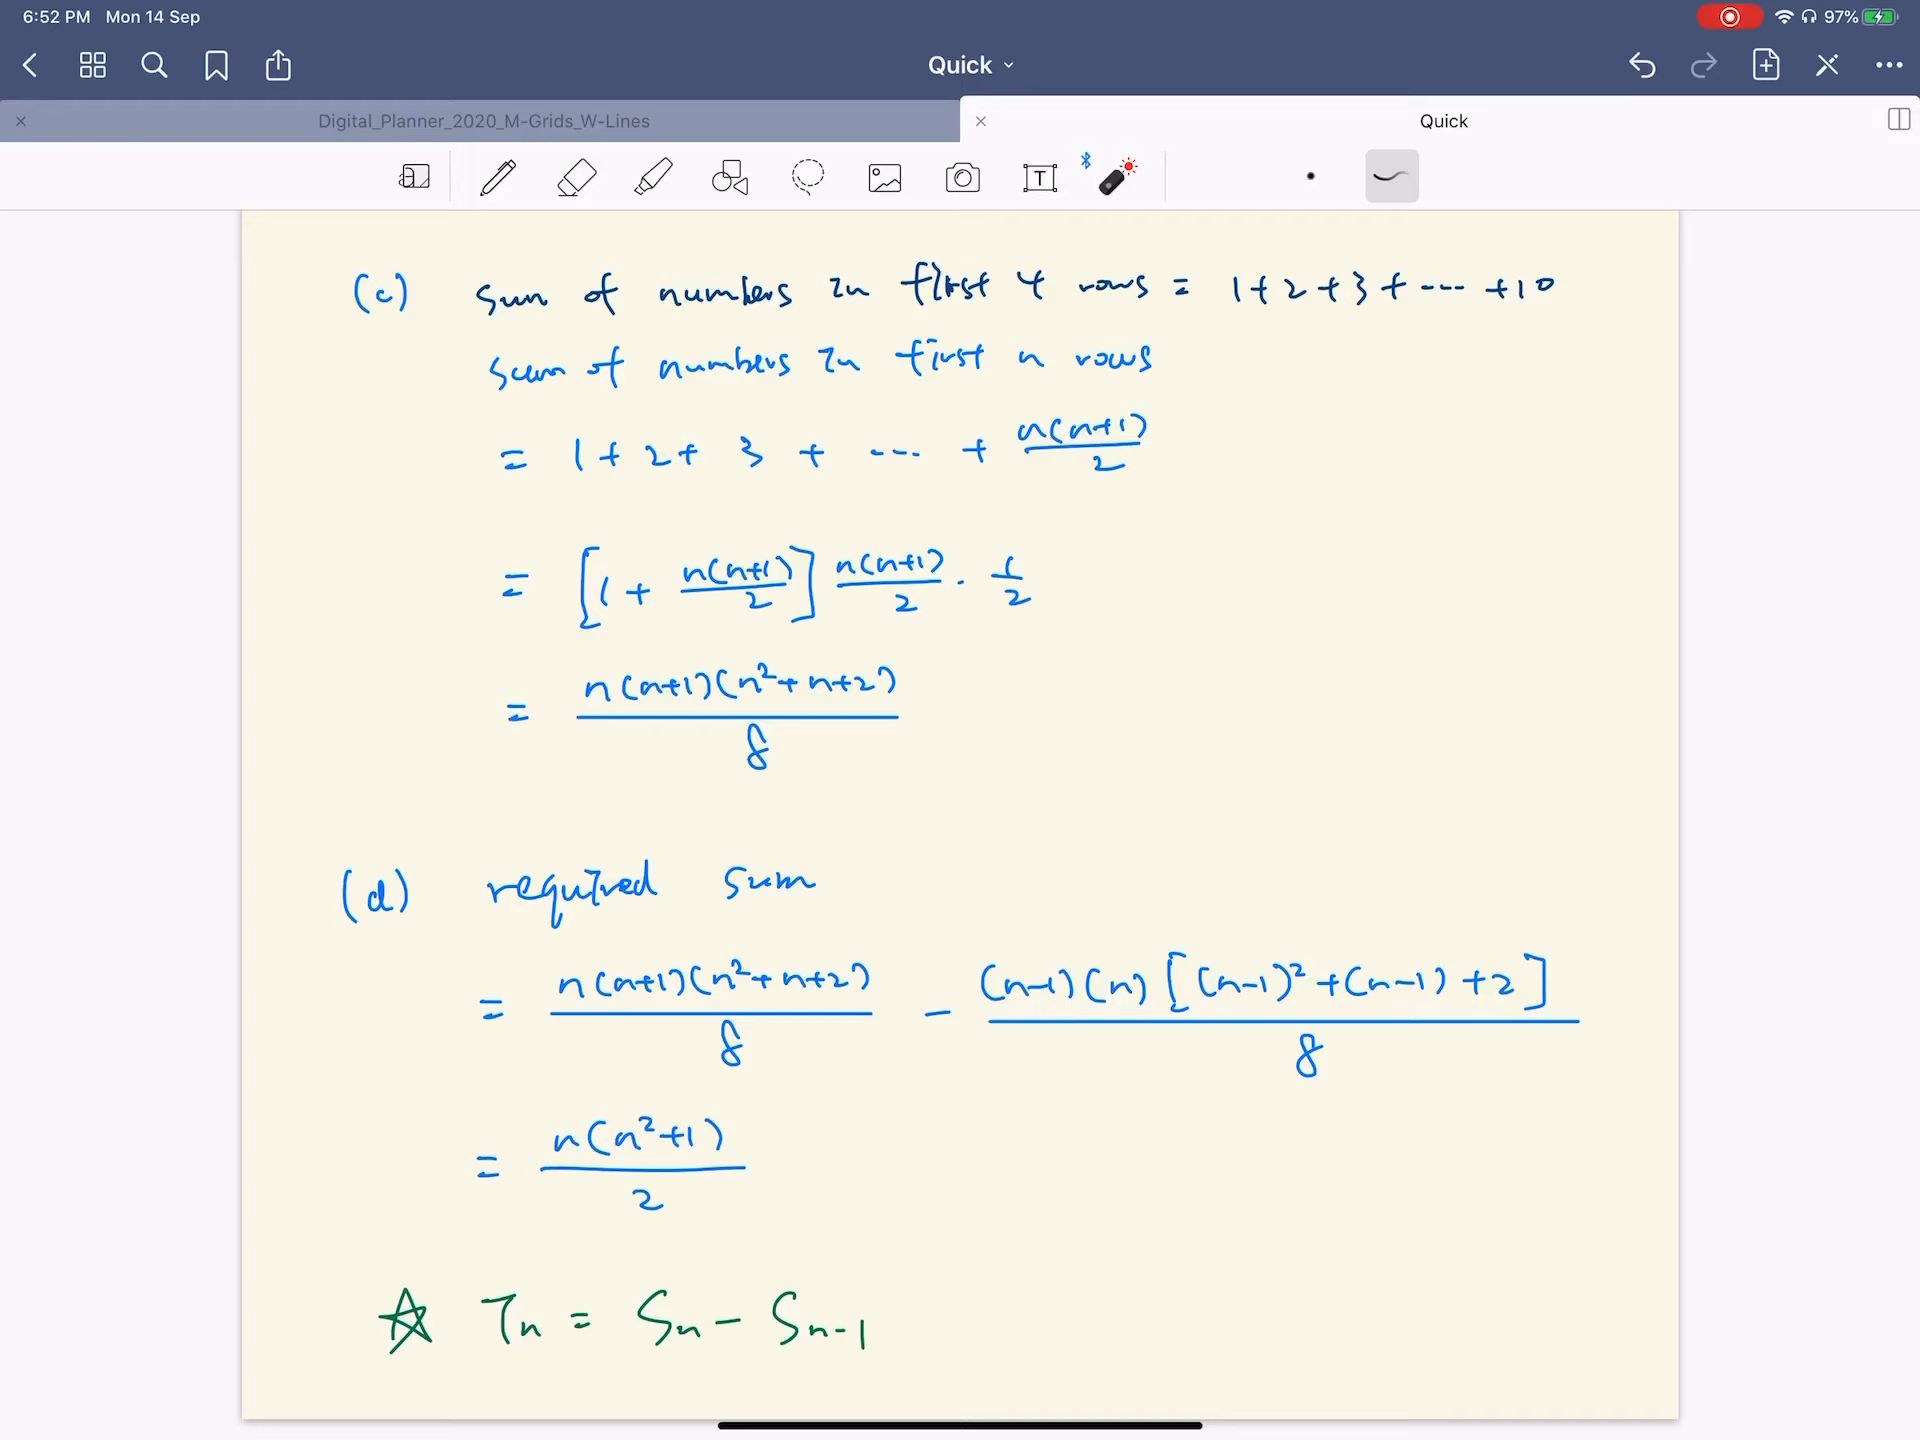 6:52 PM Mon 14 Sep
97%
Quick
Digital_Planner_2020_M-Grids_W-Lines
Quick
(c) sum of numbers in first 4 rows = 1+2+3+ --- +10
sum of numbers in first n rows
= 1+2+ 3 + ---- + n(n+1)/2
= [1 + n(n+1)/2] n(n+1)/2 · 1/2
= n(n+1)(n²+n+2)/8
(d) required sum
= n(n+1)(n²+n+2)/8 - (n-1)(n)[(n-1)²+(n-1)+2]/8
= n(n²+1)/2
☆ Tn = Sn - Sn-1